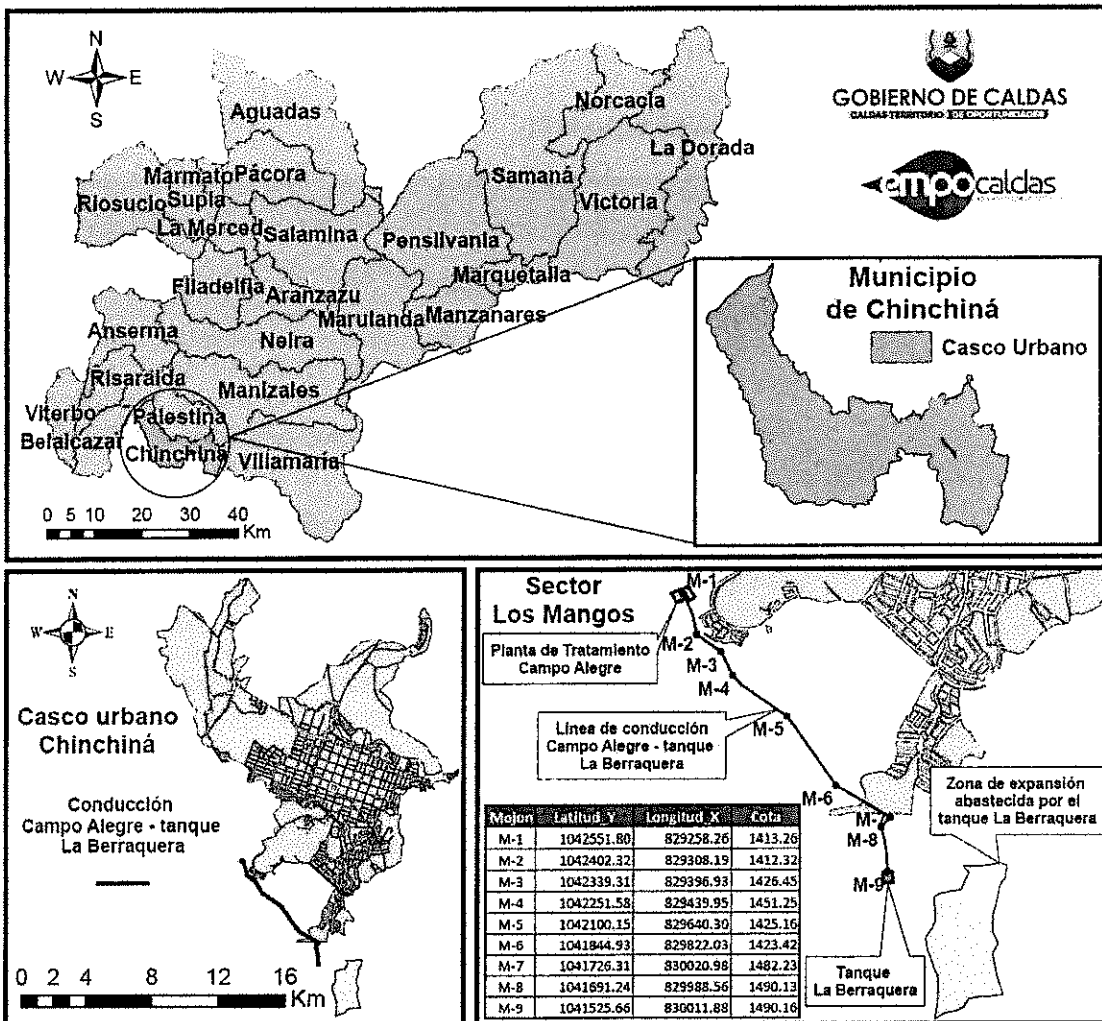 N
W E
S
GOBIERNO DE CALDAS
CALDAS TERRITORIO DE OPORTUNIDADES
empocaldas
Aguadas
Norcacia
La Dorada
Marmato
Pácora
Samaná
Riosucio
Supia
Victoria
La Merced
Salamina
Pensilvania
Marquetalia
Filadelfia
Aranzazu
Marulanda
Manzanares
Anserma
Neira
Risaralda
Manizales
Viterbo
Palestina
Belalcazar
Chinchina
Villamaría
0 5 10 20 30 40
Km
Municipio
de Chinchiná
Casco Urbano
N
W E
S
Casco urbano
Chinchiná
Conducción
Campo Alegre - tanque
La Berraquera
0 2 4 8 12 16
Km
Sector
Los Mangos
M-1
M-2
M-3
M-4
M-5
M-6
M-7
M-8
M-9
Planta de Tratamiento
Campo Alegre
Línea de conducción
Campo Alegre - tanque
La Berraquera
Zona de expansión
abastecida por el
tanque La Berraquera
Tanque
La Berraquera
Mojon Latitud_Y Longitud_X Cota
M-1 1042551.80 829258.26 1413.26
M-2 1042402.32 829308.19 1412.32
M-3 1042339.31 829396.93 1426.45
M-4 1042251.58 829439.95 1451.25
M-5 1042100.15 829640.30 1425.16
M-6 1041844.93 829822.03 1423.42
M-7 1041726.31 830020.98 1482.23
M-8 1041691.24 829988.56 1490.13
M-9 1041525.66 830011.88 1490.16